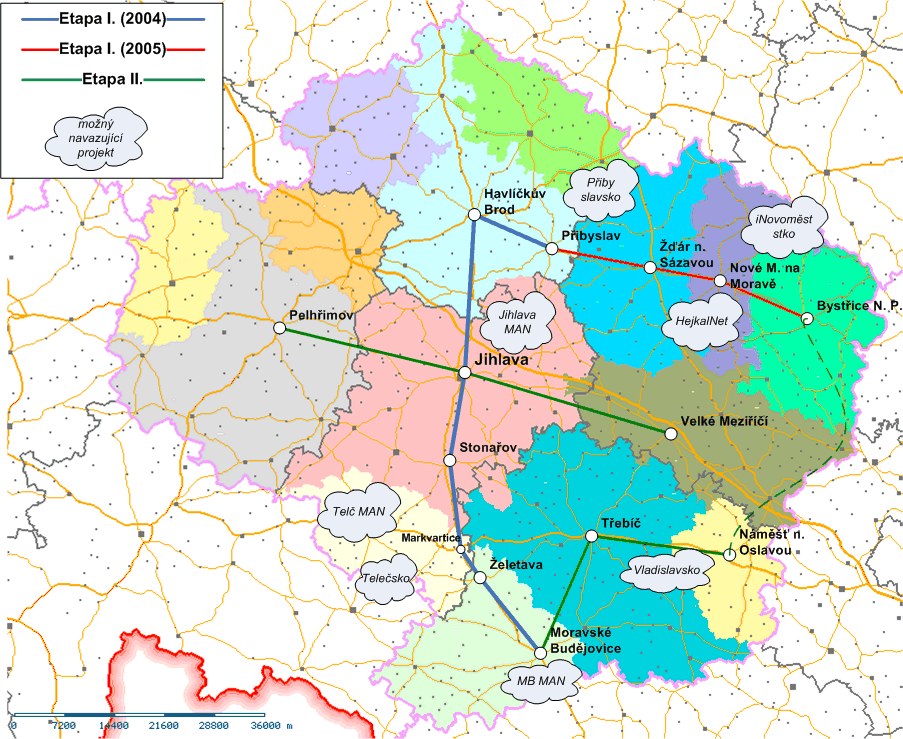 Etapa I. (2004)
Etapa I. (2005)
Etapa II.
možný
navazující
projekt
Přiby
slavsko
Havlíčkův
Brod
iNovoměst
stko
Přibyslav
Žďár n.
Sázavou
Nové M. na
Moravě
Bystřice N. P.
Pelhřimov
Jihlava
MAN
HejkalNet
Jihlava
Velké Meziříčí
Stonařov
Telč MAN
Třebíč
Markvartice
Náměšť n.
Oslavou
Želetava
Telečsko
Vladislavsko
Moravské
Budějovice
MB MAN
0 7200 14400 21600 28800 36000 m